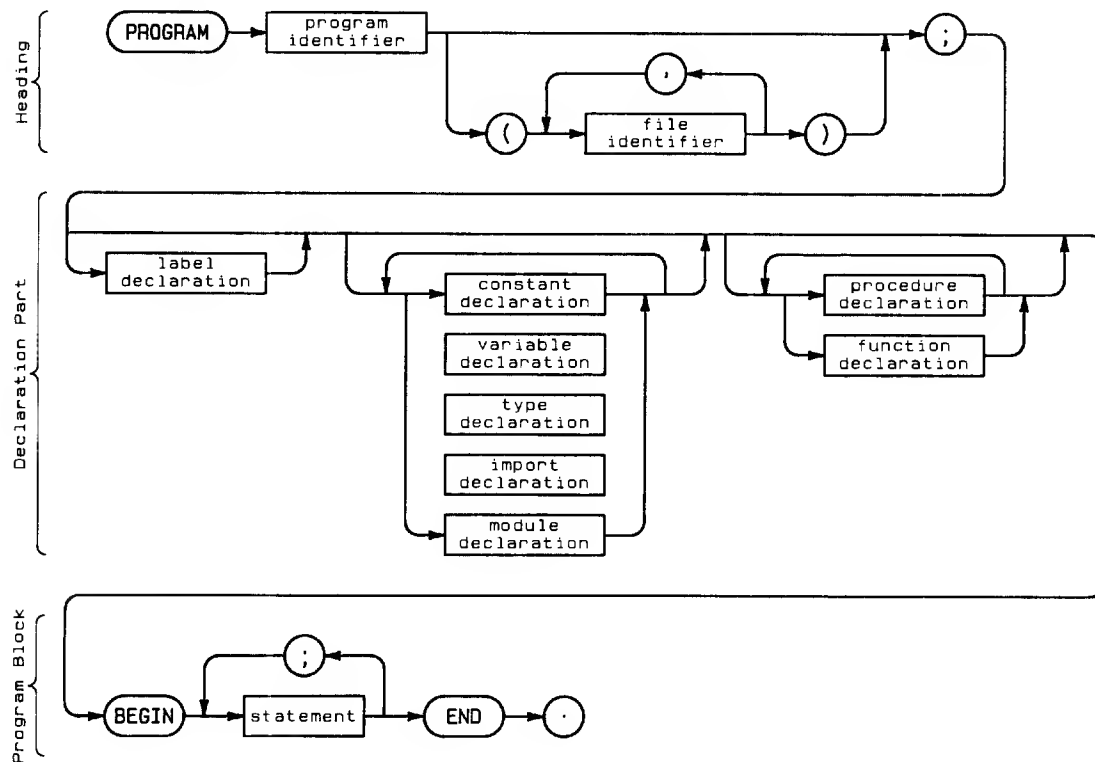 Heading
PROGRAM
program
identifier
;
,
(
file
identifier
)
Declaration Part
label
declaration
constant
declaration
variable
declaration
type
declaration
import
declaration
module
declaration
procedure
declaration
function
declaration
Program Block
;
BEGIN
statement
END
.